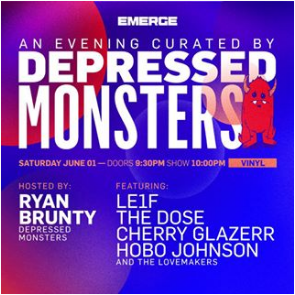 EMERGE
AN EVENING CURATED BY
DEPRESSED
MONSTERS
SATURDAY JUNE 01 — DOORS 9:30PM SHOW 10:00PM VINYL
HOSTED BY:
RYAN
BRUNTY
DEPRESSED
MONSTERS
FEATURING:
LE1F
THE DOSE
CHERRY GLAZERR
HOBO JOHNSON
AND THE LOVEMAKERS